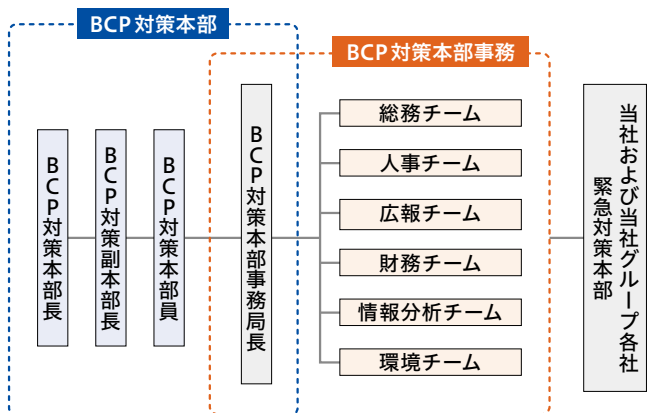 BCP対策本部
BCP対策本部事務
BCP対策本部長
BCP対策副本部長
BCP対策本部員
BCP対策本部事務局長
総務チーム
人事チーム
広報チーム
財務チーム
情報分析チーム
環境チーム
当社および当社グループ各社
緊急対策本部